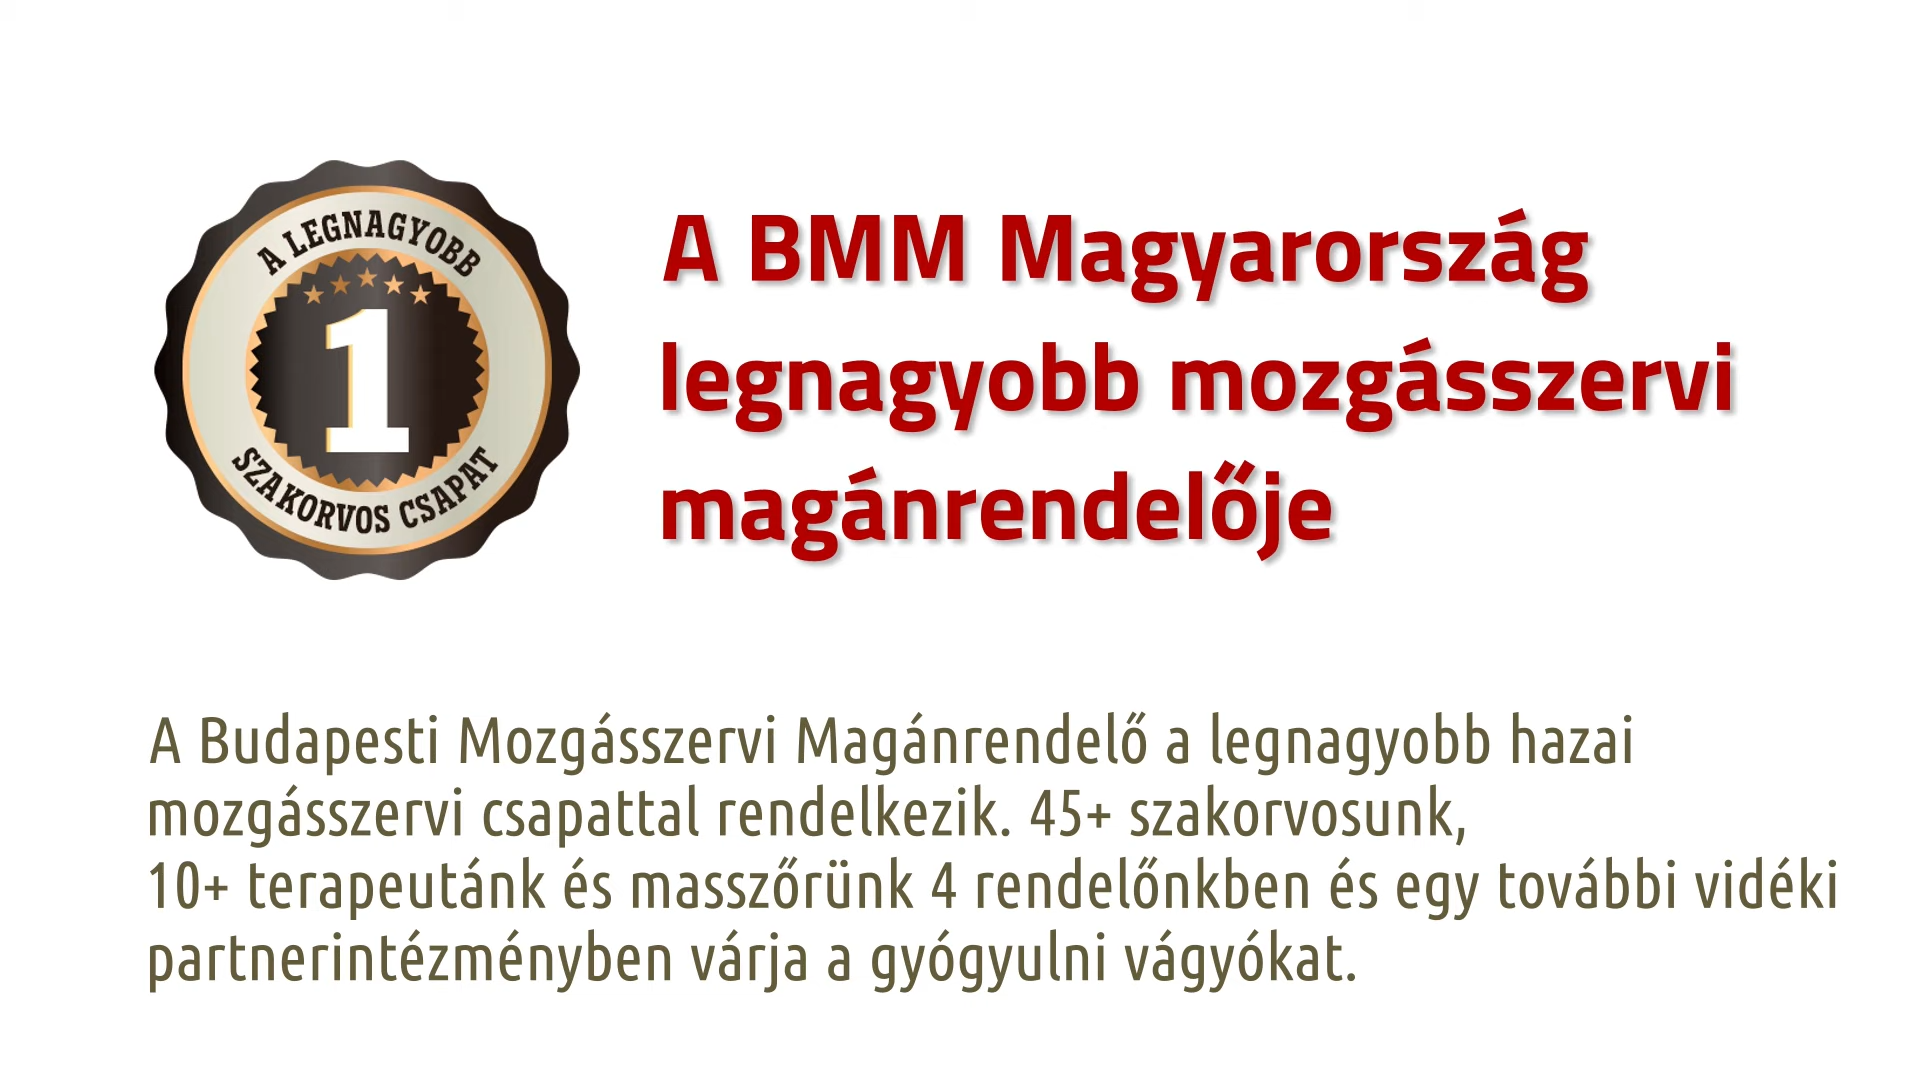 A LEGNAGYOBB
1
SZAKORVOS CSAPAT
A BMM Magyarország
legnagyobb mozgásszervi
magánrendelője
A Budapesti Mozgásszervi Magánrendelő a legnagyobb hazai
mozgásszervi csapattal rendelkezik. 45+ szakorvosunk,
10+ terapeutánk és masszőrünk 4 rendelőnkben és egy további vidéki
partnerintézményben várja a gyógyulni vágyókat.